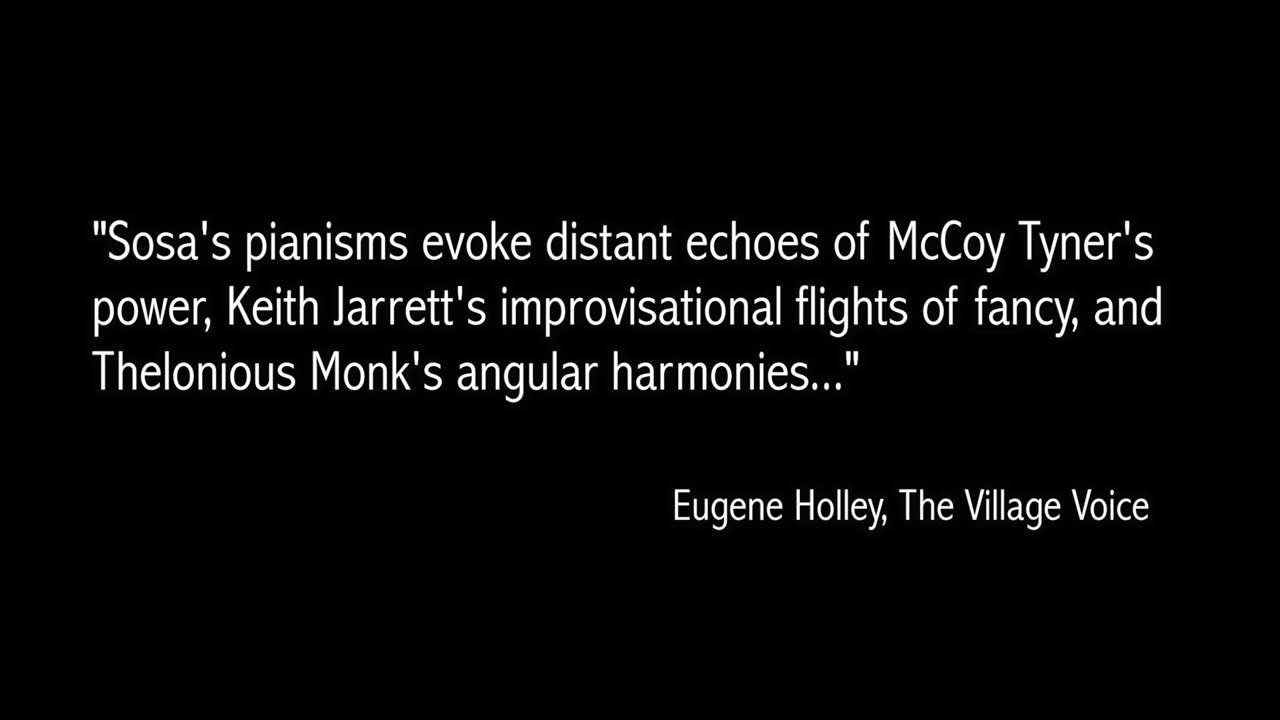 "Sosa's pianisms evoke distant echoes of McCoy Tyner's
power, Keith Jarrett's improvisational flights of fancy, and
Thelonious Monk's angular harmonies..."
Eugene Holley, The Village Voice